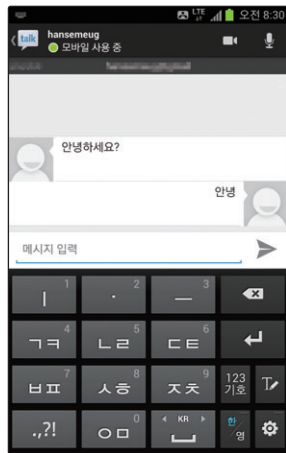 LTE 오전 8:30
talk hansemeug
모바일 사용 중
안녕하세요?
안녕
메시지 입력
ㅣ 1 · 2 ㅡ 3
ㄱㅋ 4 ㄴㄹ 5 ㄷㅌ 6
ㅂㅍ 7 ㅅㅎ 8 ㅈㅊ 9 123 기호 T
.,?! ㅇㅁ 0 KR 한/영